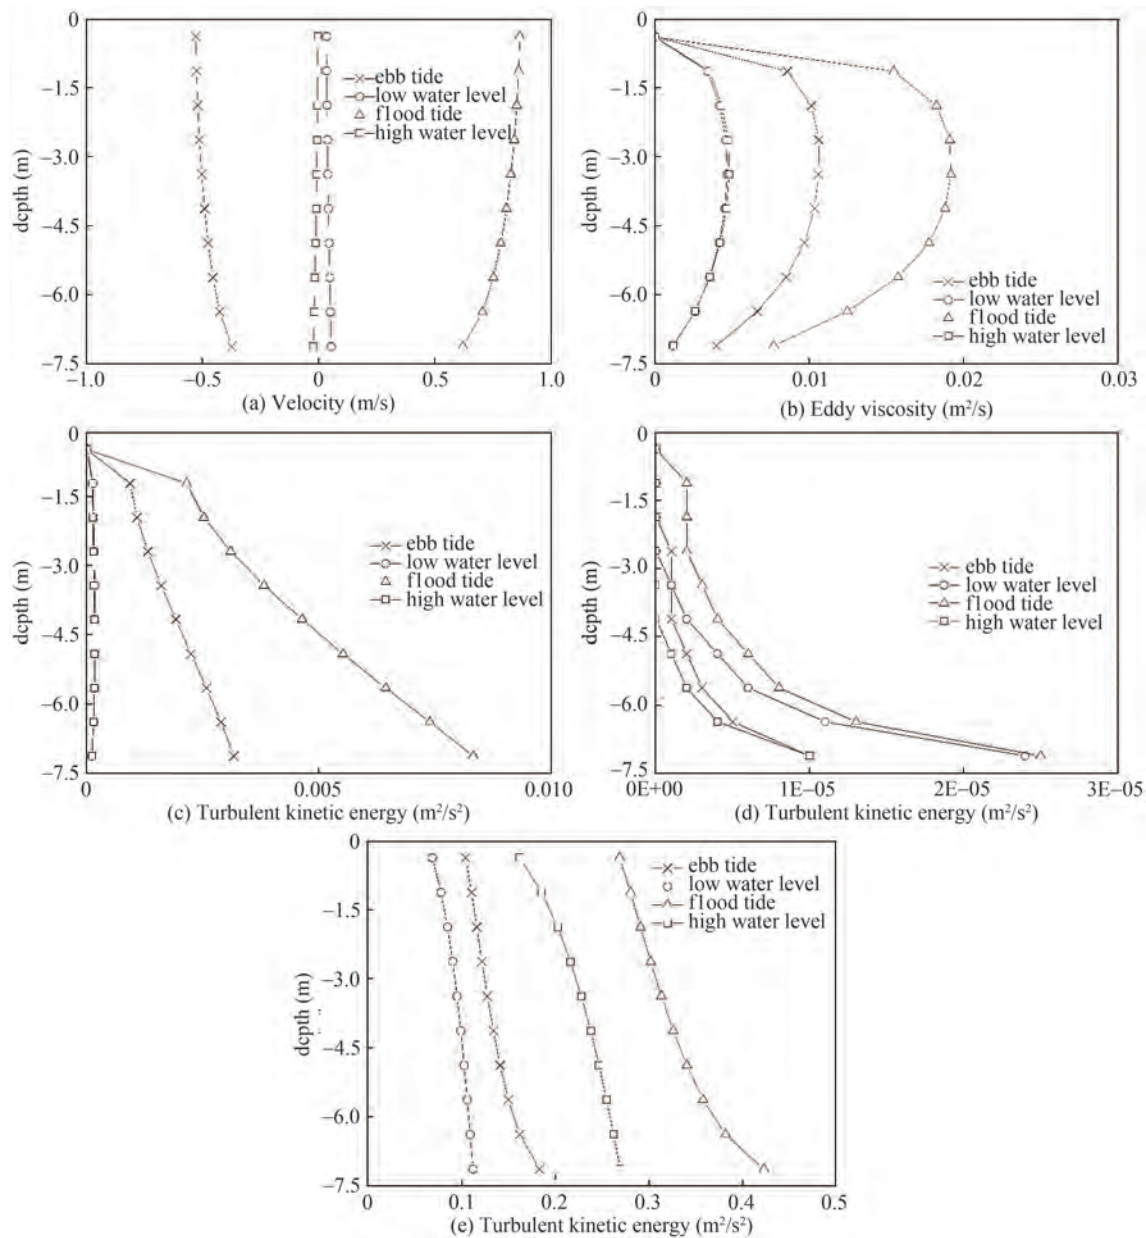 0
-1.5
-3.0
-4.5
-6.0
-7.5
dcpth (m)
ebb tide
low water level
flood tide
high water level
-1.0
-0.5
0
0.5
1.0
(a) Velocity (m/s)
0
-1.5
-3.0
-4.5
-6.0
-7.5
dcpth (m)
ebb tide
low water level
flood tide
high water level
0
0.01
0.02
0.03
(b) Eddy viscosity (m²/s)
0
-1.5
-3.0
-4.5
-6.0
-7.5
dcpth (m)
ebb tide
low water level
flood tide
high water level
0
0.005
0.010
(c) Turbulent kinetic energy (m²/s²)
0
-1.5
-3.0
-4.5
-6.0
-7.5
dcpth (m)
ebb tide
low water level
flood tide
high water level
0E+00
1E-05
2E-05
3E-05
(d) Turbulent kinetic energy (m²/s²)
0
-1.5
-3.0
-4.5
-6.0
-7.5
dcpth (m)
ebb tide
low water level
flood tide
high water level
0
0.1
0.2
0.3
0.4
0.5
(e) Turbulent kinetic energy (m²/s²)